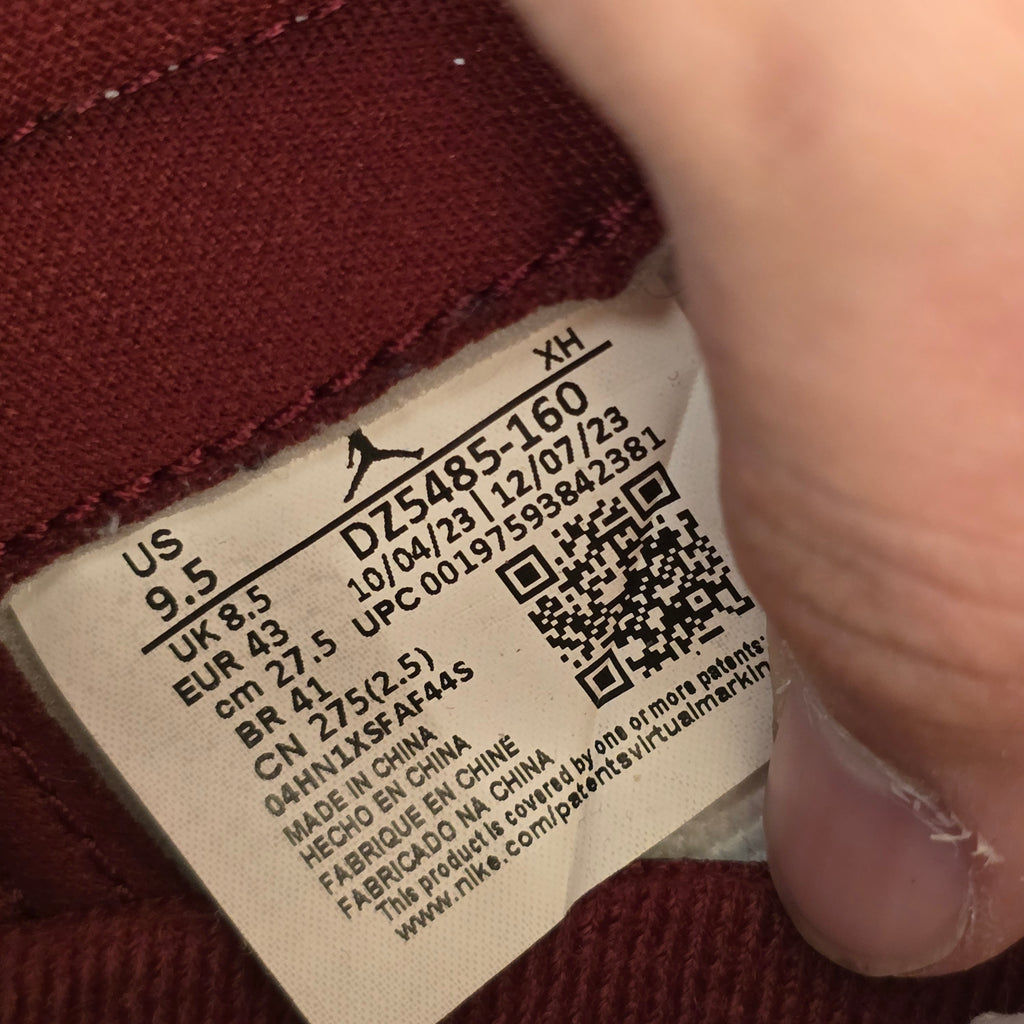 XH
US
9.5
DZ5485-160
10/04/23 | 12/07/23
UPC 00197593842381
UK 8.5
EUR 43
cm 27.5
BR 41
CN 275(2.5)
04HN1XSFAF44S
MADE IN CHINA
HECHO EN CHINA
FABRIQUE EN CHINE
FABRICADO NA CHINA
This product is covered by one or more patents:
www.nike.com/patentsvirtualmarkin